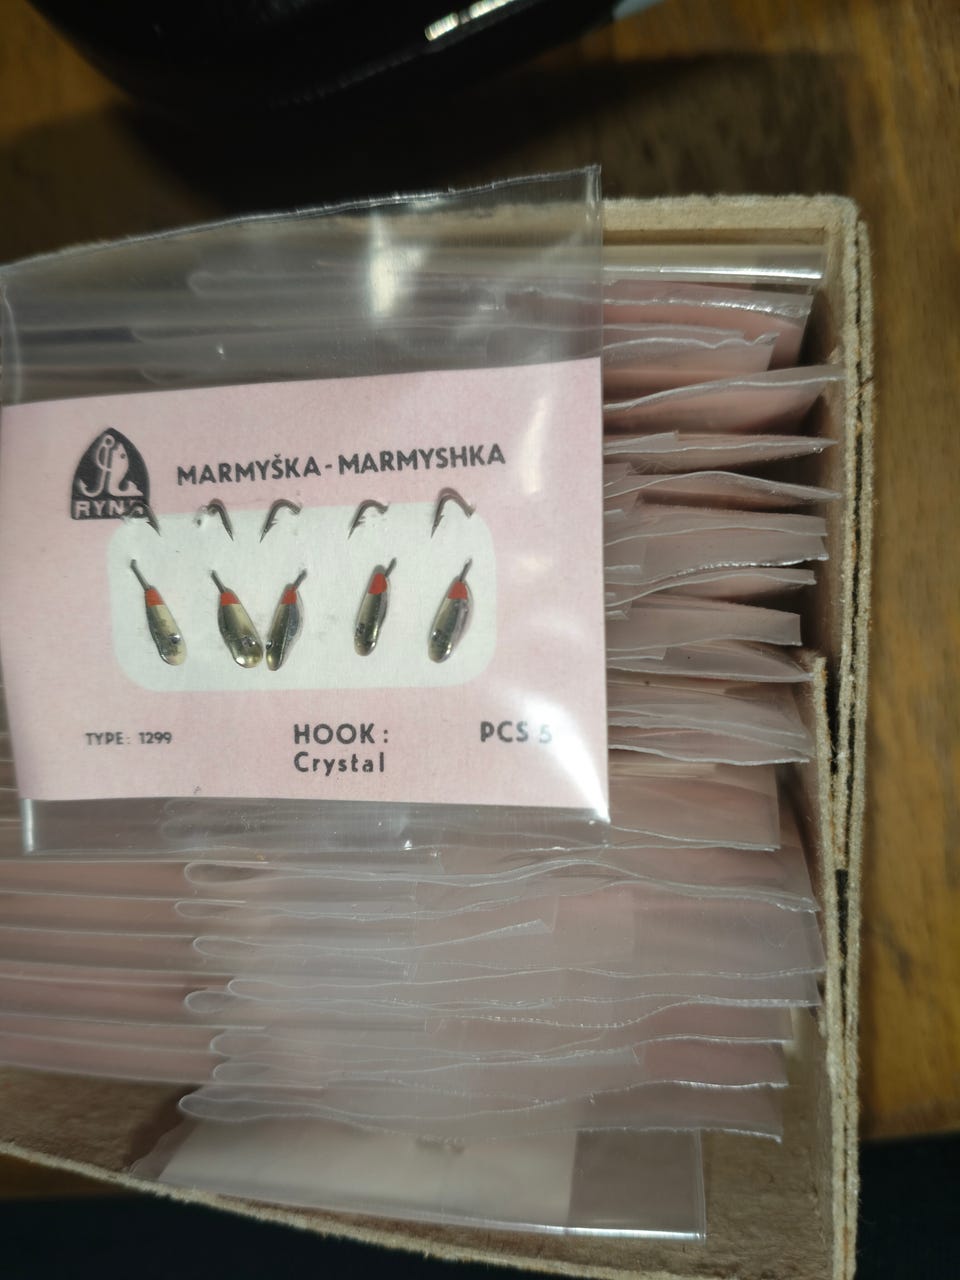 MARMYŠKA - MARMYSHKA
TYPE: 1299
HOOK:
Crystal
PCS 5